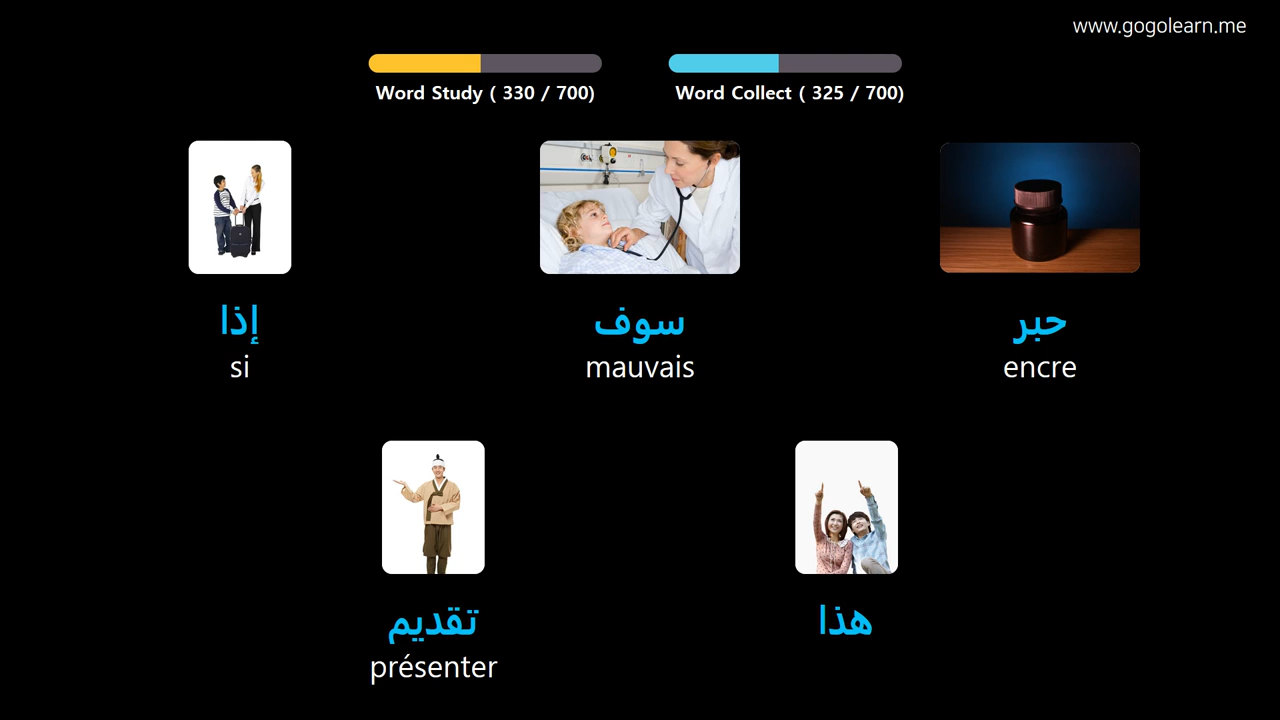 www.gogolearn.me
Word Study ( 330 / 700)
Word Collect ( 325 / 700)
إذا
si
سوف
mauvais
حبر
encre
تقديم
présenter
هذا